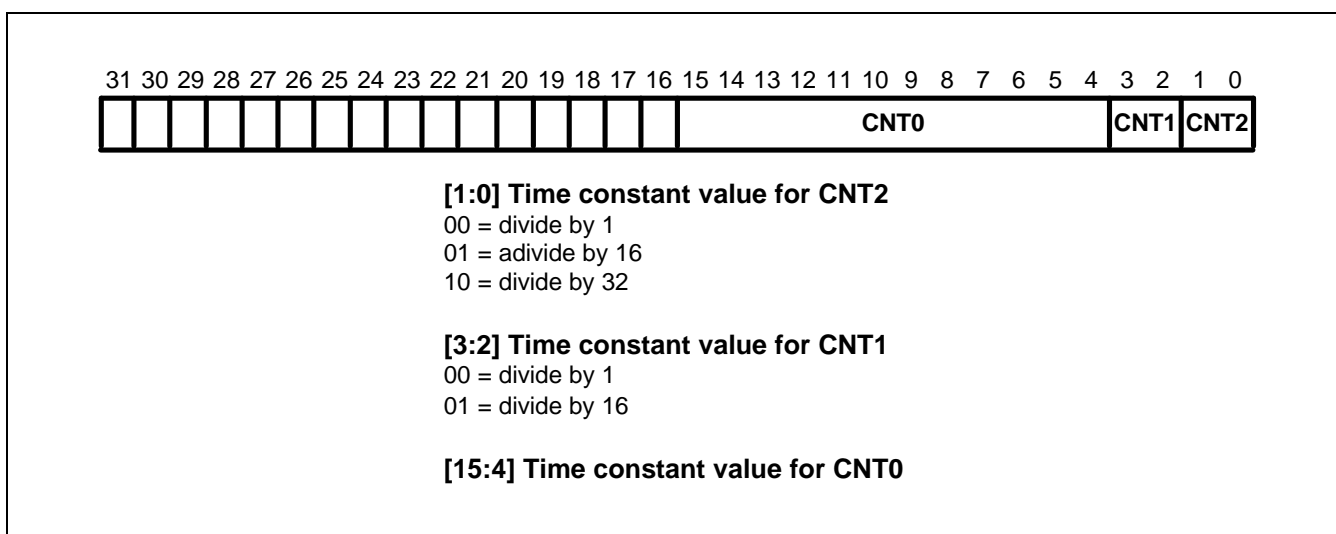 31 30 29 28 27 26 25 24 23 22 21 20 19 18 17 16 15 14 13 12 11 10 9 8 7 6 5 4 3 2 1 0
CNT0 CNT1 CNT2
[1:0] Time constant value for CNT2
00 = divide by 1
01 = adivide by 16
10 = divide by 32
[3:2] Time constant value for CNT1
00 = divide by 1
01 = divide by 16
[15:4] Time constant value for CNT0